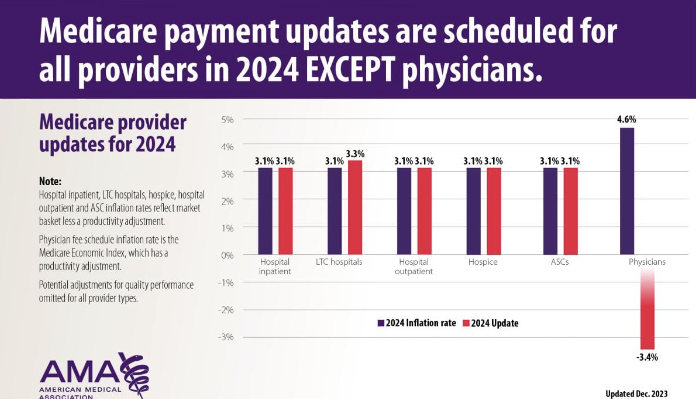 Medicare payment updates are scheduled for
all providers in 2024 EXCEPT physicians.
Medicare provider
updates for 2024
Note:
Hospital inpatient, LTC hospitals, hospice, hospital
outpatient and ASC inflation rates reflect market
basket less a productivity adjustment.
Physician fee schedule inflation rate is the
Medicare Economic Index, which has a
productivity adjustment.
Potential adjustments for quality performance
omitted for all provider types.
5%
4%
3%
2%
1%
0%
-1%
-2%
-3%
3.1% 3.1%
3.1% 3.3%
3.1% 3.1%
3.1% 3.1%
3.1% 3.1%
4.6%
-3.4%
Hospital
inpatient
LTC hospitals
Hospital
outpatient
Hospice
ASCs
Physicians
2024 Inflation rate 2024 Update
AMA
AMERICAN MEDICAL
ASSOCIATION
Updated Dec. 2023